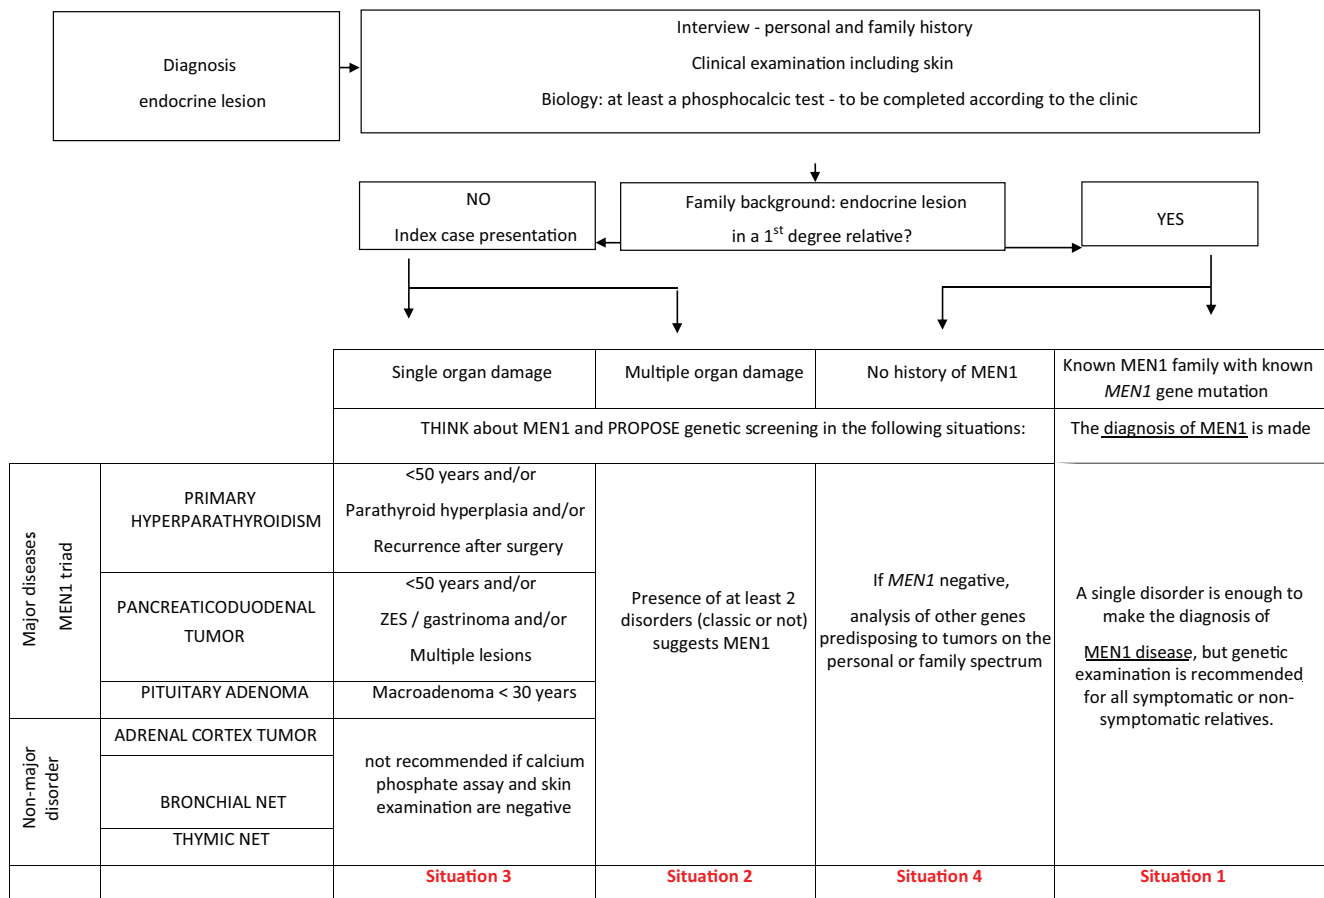 Diagnosis
endocrine lesion
Interview - personal and family history
Clinical examination including skin
Biology: at least a phosphocalcic test - to be completed according to the clinic
NO
Index case presentation
Family background: endocrine lesion
in a 1st degree relative?
YES
Single organ damage
Multiple organ damage
No history of MEN1
Known MEN1 family with known
MEN1 gene mutation
THINK about MEN1 and PROPOSE genetic screening in the following situations:
The diagnosis of MEN1 is made
Major diseases
MEN1 triad
PRIMARY
HYPERPARATHYROIDISM
<50 years and/or
Parathyroid hyperplasia and/or
Recurrence after surgery
PANCREATICODUODENAL
TUMOR
<50 years and/or
ZES / gastrinoma and/or
Multiple lesions
PITUITARY ADENOMA
Macroadenoma < 30 years
Non-major
disorder
ADRENAL CORTEX TUMOR
BRONCHIAL NET
THYMIC NET
not recommended if calcium
phosphate assay and skin
examination are negative
Presence of at least 2
disorders (classic or not)
suggests MEN1
If MEN1 negative,
analysis of other genes
predisposing to tumors on the
personal or family spectrum
A single disorder is enough to
make the diagnosis of
MEN1 disease, but genetic
examination is recommended
for all symptomatic or non-
symptomatic relatives.
Situation 3
Situation 2
Situation 4
Situation 1